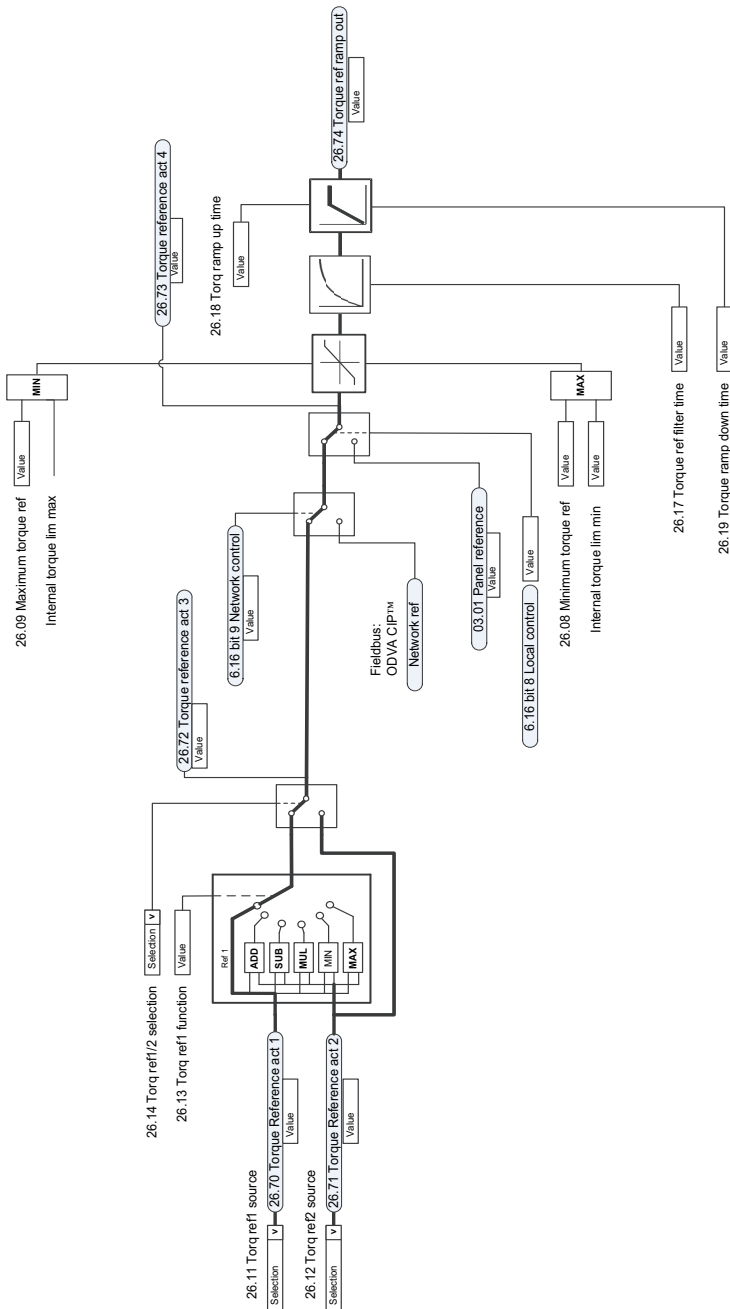 26.11 Torq ref1 source
Selection v
26.70 Torque Reference act 1
Value
26.12 Torq ref2 source
Selection v
26.71 Torque Reference act 2
Value
26.14 Torq ref1/2 selection
Selection v
26.13 Torq ref1 function
Value
Ref 1
ADD
SUB
MUL
MIN
MAX
26.72 Torque reference act 3
Value
6.16 bit 9 Network control
Value
Fieldbus:
ODVA CIP™
Network ref
03.01 Panel reference
Value
6.16 bit 8 Local control
Value
26.73 Torque reference act 4
Value
26.09 Maximum torque ref
Value
Internal torque lim max
MIN
26.08 Minimum torque ref
Value
Internal torque lim min
Value
MAX
26.18 Torq ramp up time
Value
26.17 Torque ref filter time
Value
26.19 Torque ramp down time
Value
26.74 Torque ref ramp out
Value